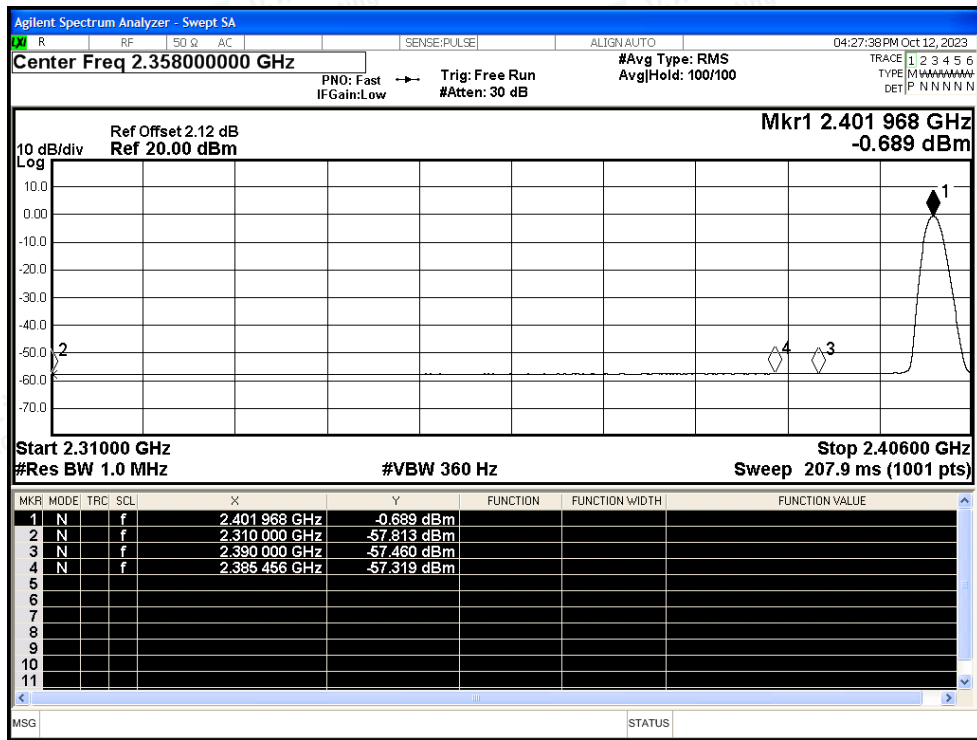 Agilent Spectrum Analyzer - Swept SA
LXI R RF 50 Ω AC SENSE:PULSE ALIGN AUTO 04:27:38 PM Oct 12, 2023
Center Freq 2.358000000 GHz #Avg Type: RMS TRACE 1 2 3 4 5 6
PNO: Fast Trig: Free Run Avg|Hold: 100/100 TYPE M W W W W W
IFGain:Low #Atten: 30 dB DET P N N N N N
Mkr1 2.401 968 GHz
Ref Offset 2.12 dB
10 dB/div Ref 20.00 dBm -0.689 dBm
Log
10.0 1
0.00
-10.0
-20.0
-30.0
-40.0
-50.0 2 4 3
-60.0
-70.0
Start 2.31000 GHz Stop 2.40600 GHz
#Res BW 1.0 MHz #VBW 360 Hz Sweep 207.9 ms (1001 pts)
MKR MODE TRC SCL X Y FUNCTION FUNCTION WIDTH FUNCTION VALUE
1 N f 2.401 968 GHz -0.689 dBm
2 N f 2.310 000 GHz -57.813 dBm
3 N f 2.390 000 GHz -57.460 dBm
4 N f 2.385 456 GHz -57.319 dBm
5
6
7
8
9
10
11
MSG STATUS